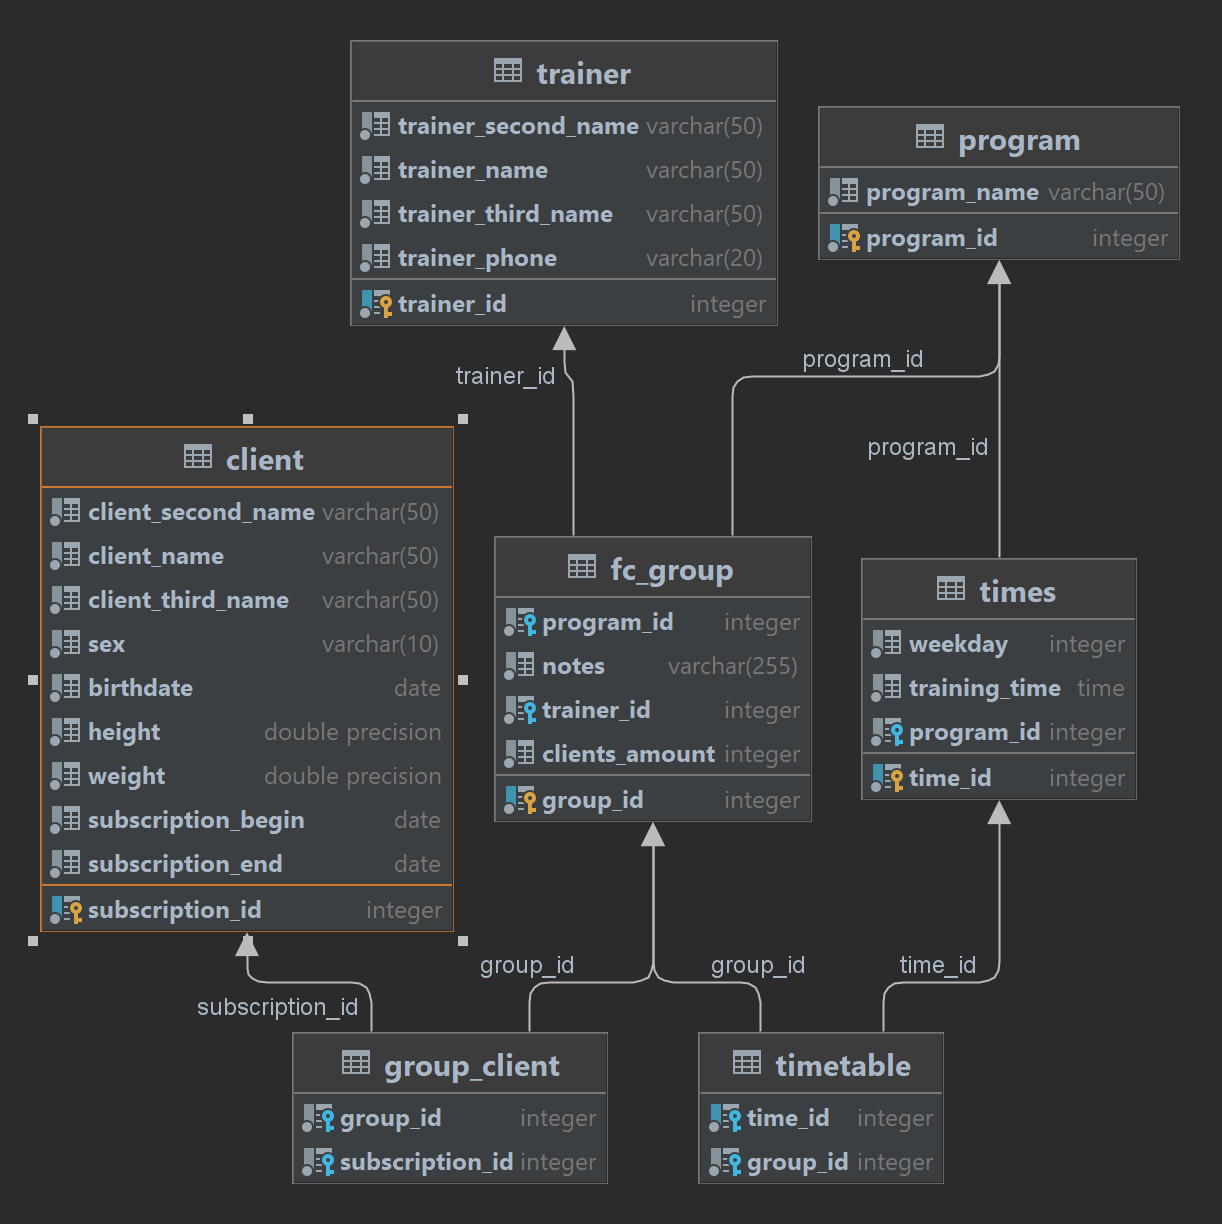 trainer
trainer_second_name varchar(50)
trainer_name varchar(50)
trainer_third_name varchar(50)
trainer_phone varchar(20)
trainer_id integer
program
program_name varchar(50)
program_id integer
trainer_id
program_id
program_id
client
client_second_name varchar(50)
client_name varchar(50)
client_third_name varchar(50)
sex varchar(10)
birthdate date
height double precision
weight double precision
subscription_begin date
subscription_end date
subscription_id integer
fc_group
program_id integer
notes varchar(255)
trainer_id integer
clients_amount integer
group_id integer
times
weekday integer
training_time time
program_id integer
time_id integer
subscription_id
group_id
group_id
time_id
group_client
group_id integer
subscription_id integer
timetable
time_id integer
group_id integer